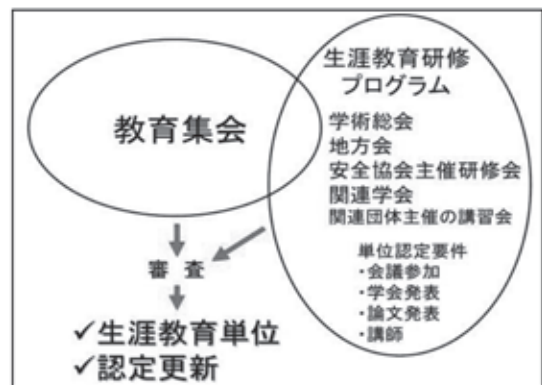 教育集会
生涯教育研修
プログラム
学術総会
地方会
安全協会主催研修会
関連学会
関連団体主催の講習会
単位認定要件
・会議参加
・学会発表
・論文発表
・講師
審 査
✓生涯教育単位
✓認定更新